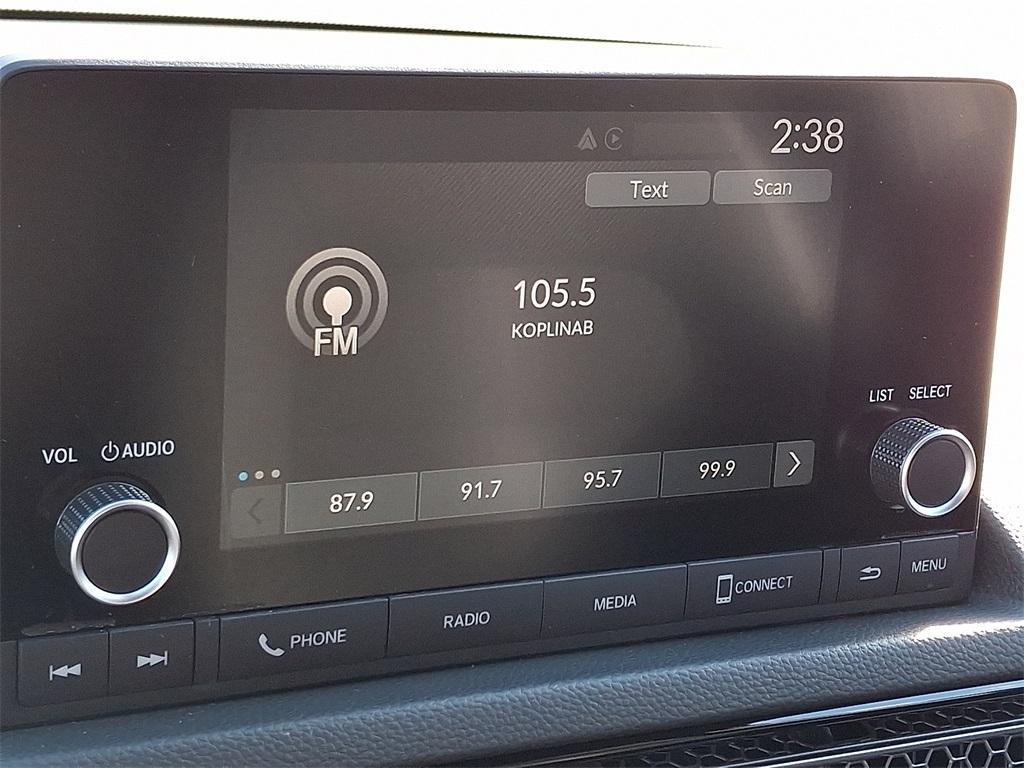 2:38
Text Scan
105.5
KOPLINAB
FM
LIST SELECT
VOL AUDIO
87.9 91.7 95.7 99.9
PHONE RADIO MEDIA CONNECT MENU